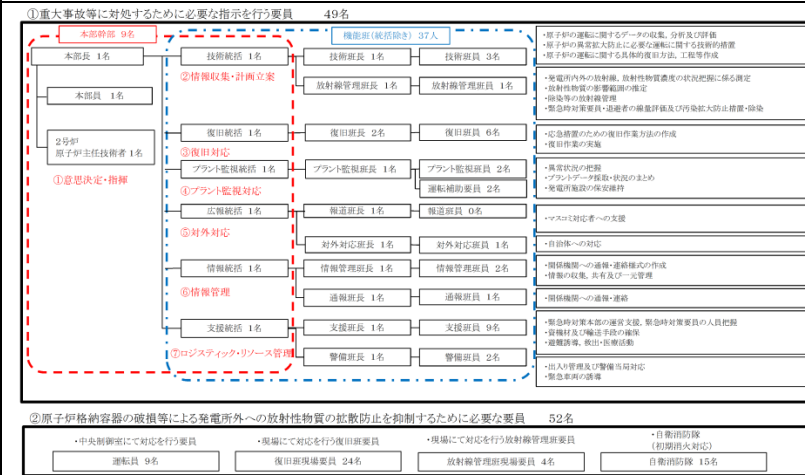 ①重大事故等に対処するために必要な指示を行う要員　　49名
本部幹部 9名
機能班(統括除き) 37人
本部長 1名
技術統括 1名
技術班長 1名
技術班員 3名
・原子炉の運転に関するデータの収集, 分析及び評価
・原子炉の異常拡大防止に必要な運転に関する技術的措置
・原子炉の運転に関する具体的復旧方法, 工程等作成
②情報収集・計画立案
本部員 1名
放射線管理班長 1名
放射線管理班員 1名
・発電所内外の放射線, 放射性物質濃度の状況把握に係る測定
・放射性物質の影響範囲の推定
・除染等の放射線管理
・緊急時対策要員・退避者の線量評価及び汚染拡大防止措置・除染
2号炉
原子炉主任技術者 1名
①意思決定・指揮
復旧統括 1名
復旧班長 2名
復旧班員 6名
・応急措置のための復旧作業方法の作成
・復旧作業の実施
③復旧対応
プラント監視統括 1名
プラント監視班長 1名
プラント監視班員 2名
運転補助要員 2名
・異常状況の把握
・プラントデータ採取・状況のまとめ
・発電所施設の保安維持
④プラント監視対応
広報統括 1名
報道班長 1名
報道班員 0名
・マスコミ対応者への支援
⑤対外対応
対外対応班長 1名
対外対応班員 1名
・自治体への対応
情報統括 1名
情報管理班長 1名
情報管理班員 2名
・関係機関への通報・連絡様式の作成
・情報の収集, 共有及び一元管理
⑥情報管理
通報班長 1名
通報班員 1名
・関係機関への通報・連絡
支援統括 1名
支援班長 1名
支援班員 9名
・緊急時対策本部の運営支援, 緊急時対策要員の人員把握
・資機材及び輸送手段の確保
・避難誘導, 救出・医療活動
⑦ロジスティック・リソース管理
警備班長 1名
警備班員 2名
・出入り管理及び警備当局対応
・緊急車両の誘導
②原子炉格納容器の破損等による発電所外への放射性物質の拡散防止を抑制するために必要な要員　　52名
・中央制御室にて対応を行う要員
・現場にて対応を行う復旧班要員
・現場にて対応を行う放射線管理班要員
・自衛消防隊
(初期消火対応)
運転員 9名
復旧班現場要員 24名
放射線管理班現場要員 4名
自衛消防隊 15名